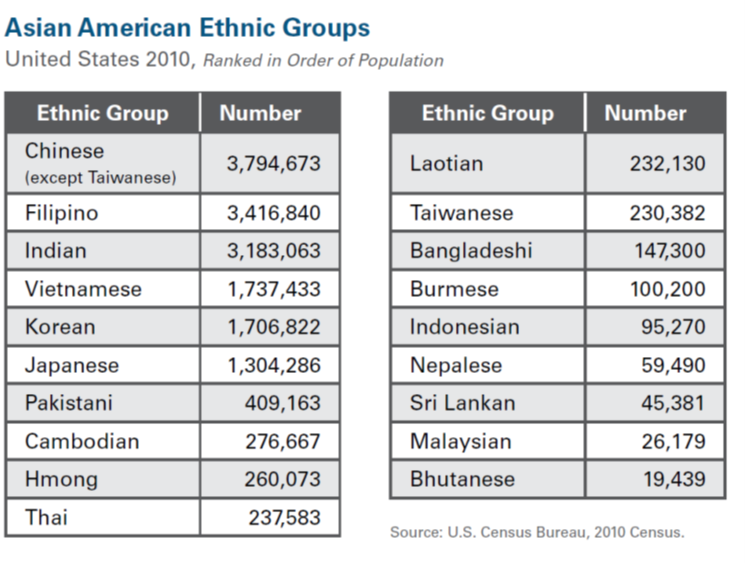 Asian American Ethnic Groups
United States 2010, Ranked in Order of Population
Ethnic Group Number
Chinese
(except Taiwanese) 3,794,673
Filipino 3,416,840
Indian 3,183,063
Vietnamese 1,737,433
Korean 1,706,822
Japanese 1,304,286
Pakistani 409,163
Cambodian 276,667
Hmong 260,073
Thai 237,583
Ethnic Group Number
Laotian 232,130
Taiwanese 230,382
Bangladeshi 147,300
Burmese 100,200
Indonesian 95,270
Nepalese 59,490
Sri Lankan 45,381
Malaysian 26,179
Bhutanese 19,439
Source: U.S. Census Bureau, 2010 Census.